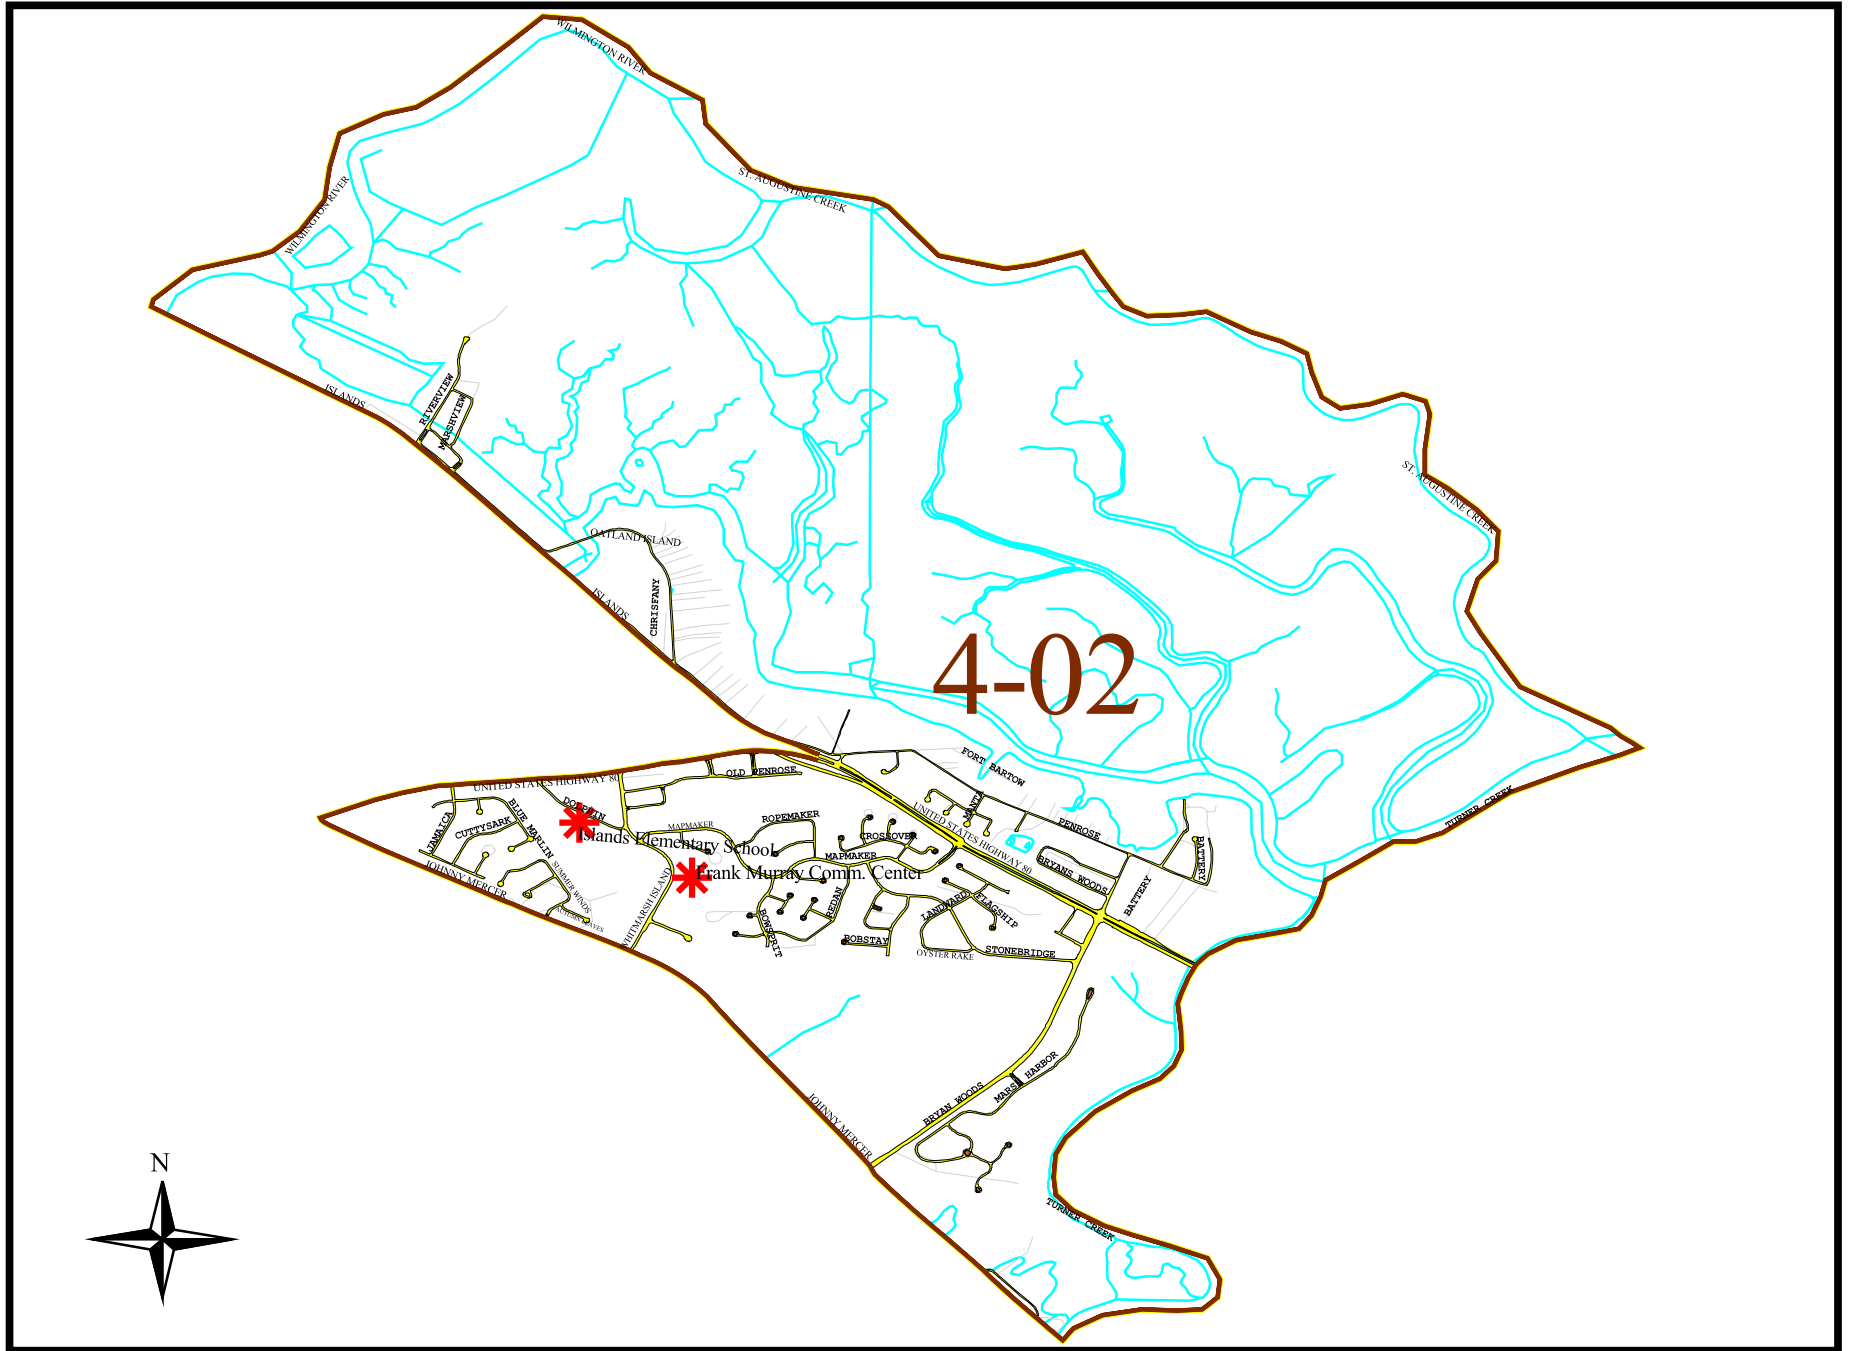 WILMINGTON RIVER
ST. AUGUSTINE CREEK
WILMINGTON RIVER
ISLANDS
RIVERVIEW
MARSHVIEW
ST. AUGUSTINE CREEK
OATLAND ISLAND
ISLANDS
CHRISFANY
4-02
FORT BARTOW
OLD PENROSE
UNITED STATES HIGHWAY 80
DOLPHIN
MANTA
TURNER CREEK
JAMAICA
CUTTYSARK
BLUE MARLIN
MAPMAKER
ROPEMAKER
CROSSOVER
UNITED STATES HIGHWAY 80
PENROSE
BATTERY
Islands Elementary School
MAPMAKER
Frank Murray Comm. Center
BRYANS WOODS
JOHNNY MERCER
SUMMER WINDS
WHITMARSH ISLAND
REDAN
LANDWARD
FLAGSHIP
BATTERY
BOWSPRIT
BOBSTAY
OYSTER RAKE
STONEBRIDGE
BRYAN WOODS
HARBOR
JOHNNY MERCER
N
TURNER CREEK